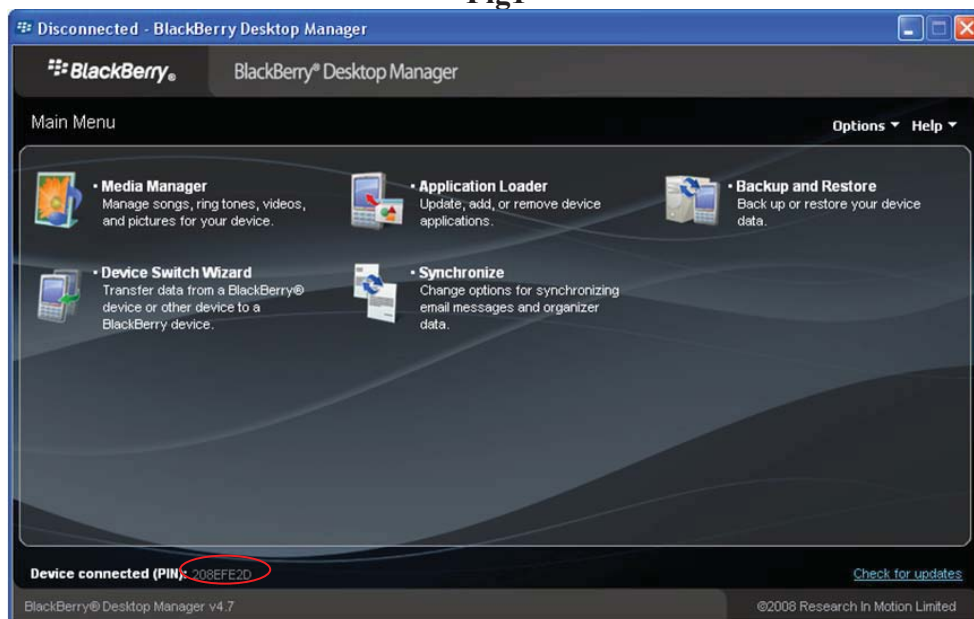 Fig1
Disconnected - BlackBerry Desktop Manager
BlackBerry®
BlackBerry® Desktop Manager
Main Menu
Options Help
· Media Manager
Manage songs, ring tones, videos,
and pictures for your device.
· Application Loader
Update, add, or remove device
applications.
· Backup and Restore
Back up or restore your device
data.
· Device Switch Wizard
Transfer data from a BlackBerry®
device or other device to a
BlackBerry device.
· Synchronize
Change options for synchronizing
email messages and organizer
data.
Device connected (PIN): 208EFE2D
Check for updates
BlackBerry® Desktop Manager v4.7
©2008 Research In Motion Limited